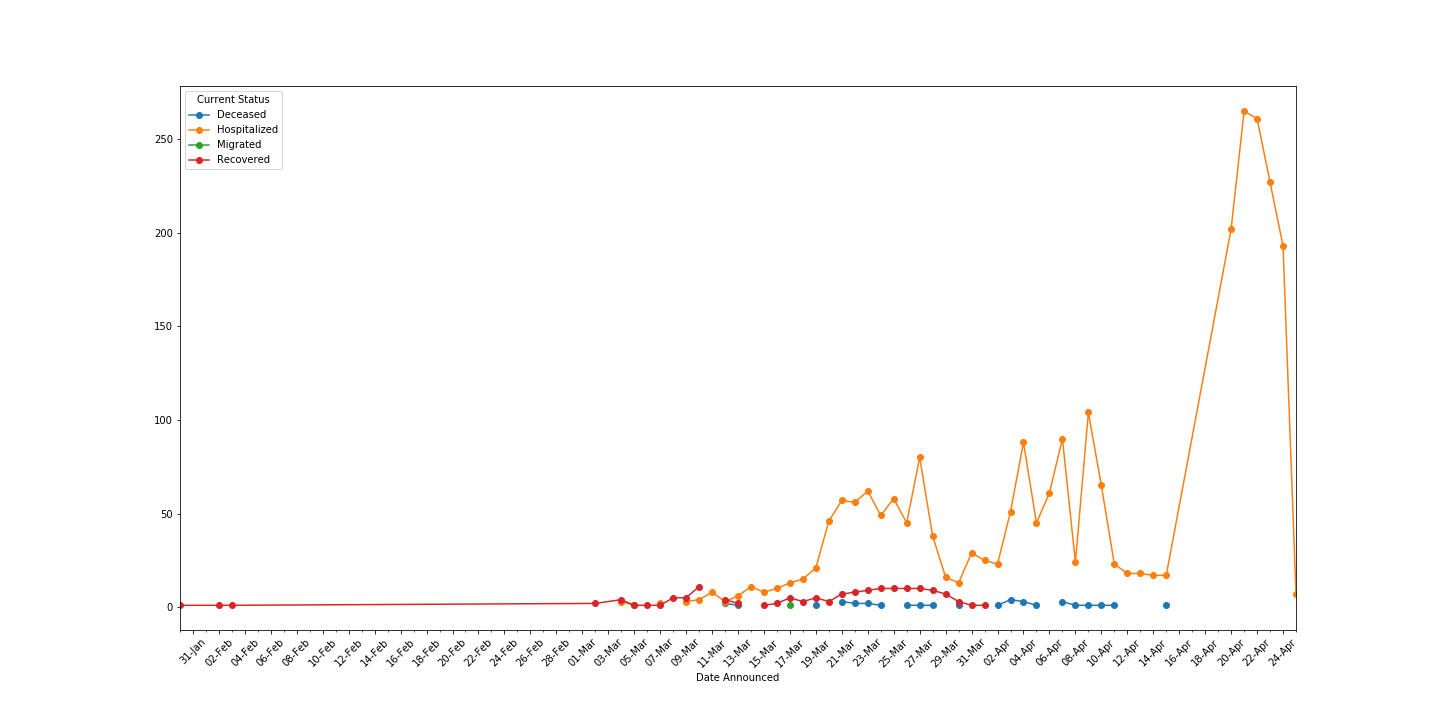 Current Status
Deceased
Hospitalized
Migrated
Recovered
250
200
150
100
50
0
31-Jan 02-Feb 04-Feb 06-Feb 08-Feb 10-Feb 12-Feb 14-Feb 16-Feb 18-Feb 20-Feb 22-Feb 24-Feb 26-Feb 28-Feb 01-Mar 03-Mar 05-Mar 07-Mar 09-Mar 11-Mar 13-Mar 15-Mar 17-Mar 19-Mar 21-Mar 23-Mar 25-Mar 27-Mar 29-Mar 31-Mar 02-Apr 04-Apr 06-Apr 08-Apr 10-Apr 12-Apr 14-Apr 16-Apr 18-Apr 20-Apr 22-Apr 24-Apr
Date Announced